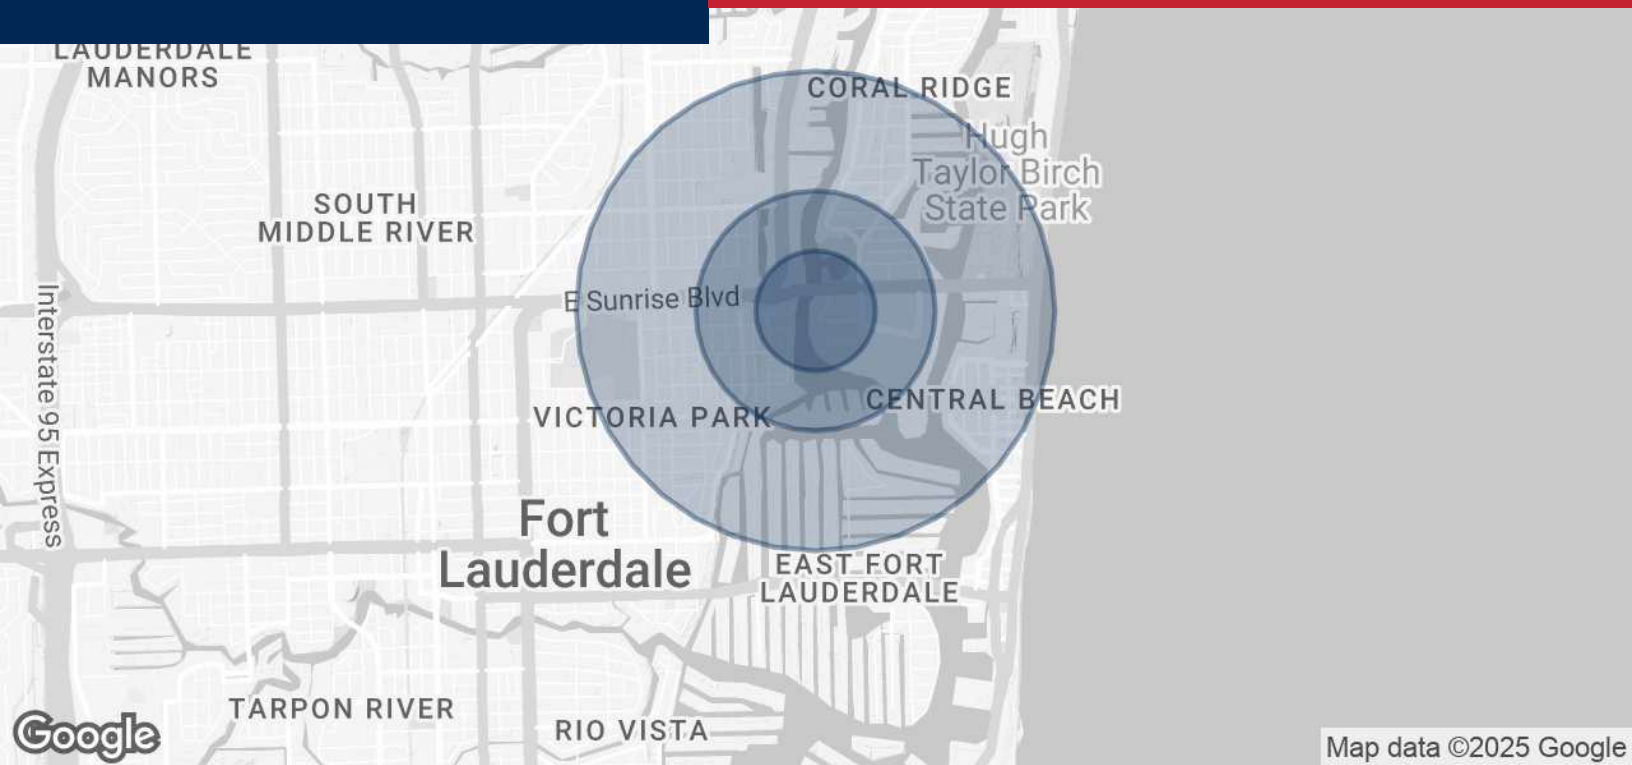 LAUDERDALE
MANORS
CORAL RIDGE
Hugh
Taylor Birch
State Park
SOUTH
MIDDLE RIVER
Interstate 95 Express
E Sunrise Blvd
CENTRAL BEACH
VICTORIA PARK
Fort
Lauderdale
EAST FORT
LAUDERDALE
TARPON RIVER
RIO VISTA
Google
Map data ©2025 Google